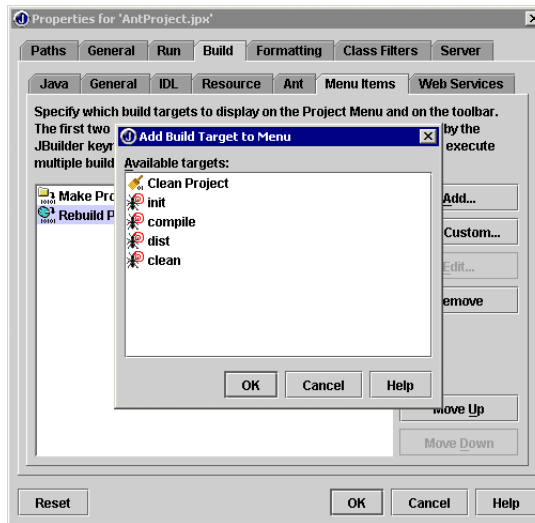 Properties for 'AntProject.jpx'
Paths General Run Build Formatting Class Filters Server
Java General IDL Resource Ant Menu Items Web Services
Specify which build targets to display on the Project Menu and on the toolbar.
The first two by the
JBuilder execute
multiple build
Add Build Target to Menu
Available targets:
Clean Project
init
compile
dist
clean
OK Cancel Help
Make
Rebuild
Add...
Custom...
Edit...
Move Up
Move Down
Reset OK Cancel Help